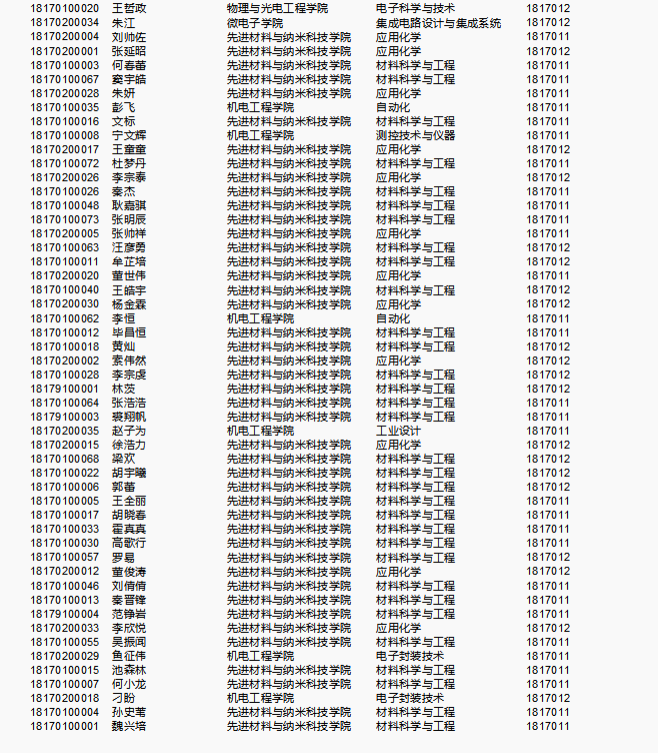 18170100020 王哲政 物理与光电工程学院 电子科学与技术 1817012
18170200034 朱江 微电子学院 集成电路设计与集成系统 1817012
18170200004 刘帅佐 先进材料与纳米科技学院 应用化学 1817011
18170200001 张延昭 先进材料与纳米科技学院 应用化学 1817012
18170100003 何春蕾 先进材料与纳米科技学院 材料科学与工程 1817011
18170100067 窦宇皓 先进材料与纳米科技学院 材料科学与工程 1817011
18170200028 朱妍 先进材料与纳米科技学院 应用化学 1817011
18170100035 彭飞 机电工程学院 自动化 1817011
18170100016 文标 先进材料与纳米科技学院 材料科学与工程 1817011
18170100008 宁文辉 机电工程学院 测控技术与仪器 1817011
18170200017 王童童 先进材料与纳米科技学院 应用化学 1817012
18170100072 杜梦丹 先进材料与纳米科技学院 材料科学与工程 1817011
18170200026 李宗泰 先进材料与纳米科技学院 应用化学 1817012
18170100026 秦杰 先进材料与纳米科技学院 材料科学与工程 1817011
18170100048 耿嘉骐 先进材料与纳米科技学院 材料科学与工程 1817011
18170100073 张明辰 先进材料与纳米科技学院 材料科学与工程 1817011
18170200005 张帅祥 先进材料与纳米科技学院 应用化学 1817011
18170100063 汪彦勇 先进材料与纳米科技学院 材料科学与工程 1817012
18170100011 牟芷培 先进材料与纳米科技学院 材料科学与工程 1817012
18170200020 董世伟 先进材料与纳米科技学院 应用化学 1817011
18170100040 王皓宇 先进材料与纳米科技学院 材料科学与工程 1817012
18170200030 杨金霖 先进材料与纳米科技学院 应用化学 1817012
18170100062 李恒 机电工程学院 自动化 1817011
18170100012 毕昌恒 先进材料与纳米科技学院 材料科学与工程 1817011
18170100018 黄灿 先进材料与纳米科技学院 材料科学与工程 1817012
18170200002 索伟然 先进材料与纳米科技学院 应用化学 1817012
18170100028 李宗虔 先进材料与纳米科技学院 材料科学与工程 1817012
18179100001 林茨 先进材料与纳米科技学院 材料科学与工程 1817012
18170100064 张浩浩 先进材料与纳米科技学院 材料科学与工程 1817011
18179100003 裘翔帆 先进材料与纳米科技学院 材料科学与工程 1817011
18170200035 赵子为 机电工程学院 工业设计 1817011
18170200015 徐浩力 先进材料与纳米科技学院 应用化学 1817012
18170100068 梁欢 先进材料与纳米科技学院 材料科学与工程 1817012
18170100022 胡宇曦 先进材料与纳米科技学院 材料科学与工程 1817012
18170100006 郭蕾 先进材料与纳米科技学院 材料科学与工程 1817012
18170100005 王金丽 先进材料与纳米科技学院 材料科学与工程 1817011
18170100017 胡晓春 先进材料与纳米科技学院 材料科学与工程 1817011
18170100033 霍真真 先进材料与纳米科技学院 材料科学与工程 1817011
18170100030 高歌行 先进材料与纳米科技学院 材料科学与工程 1817011
18170100057 罗易 先进材料与纳米科技学院 材料科学与工程 1817012
18170200012 董俊涛 先进材料与纳米科技学院 应用化学 1817012
18170100046 刘倩倩 先进材料与纳米科技学院 材料科学与工程 1817011
18170100013 秦晋锋 先进材料与纳米科技学院 材料科学与工程 1817011
18179100004 范铮岩 先进材料与纳米科技学院 材料科学与工程 1817011
18170200033 李欣悦 先进材料与纳米科技学院 应用化学 1817012
18170100055 吴振闻 先进材料与纳米科技学院 材料科学与工程 1817011
18170200029 鱼征伟 机电工程学院 电子封装技术 1817011
18170100015 池森林 先进材料与纳米科技学院 材料科学与工程 1817011
18170100007 何小龙 先进材料与纳米科技学院 材料科学与工程 1817011
18170200018 刁盼 机电工程学院 电子封装技术 1817012
18170100004 孙史苇 先进材料与纳米科技学院 材料科学与工程 1817011
18170100001 魏兴培 先进材料与纳米科技学院 材料科学与工程 1817011